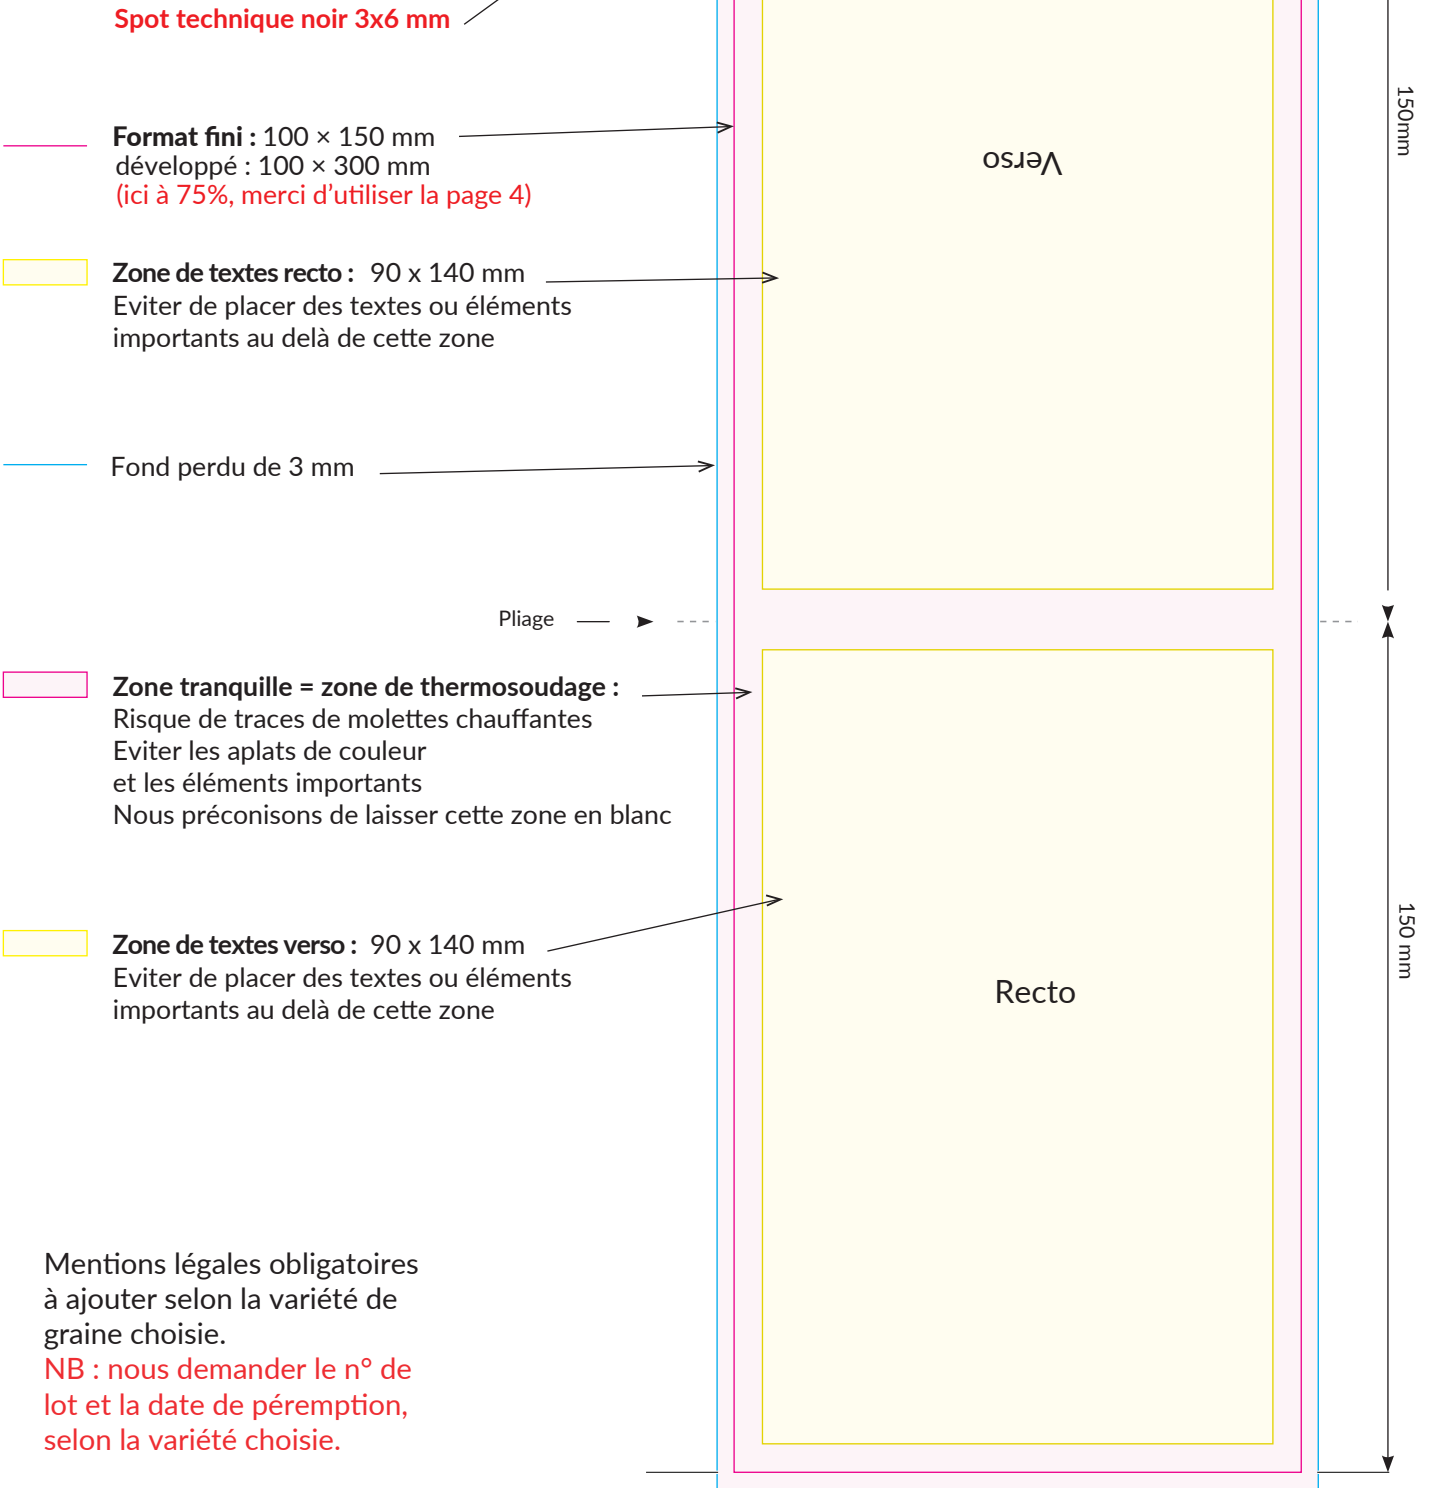 Spot technique noir 3x6 mm
Format fini : 100 × 150 mm
développé : 100 × 300 mm
(ici à 75%, merci d’utiliser la page 4)
Zone de textes recto : 90 x 140 mm
Eviter de placer des textes ou éléments
importants au delà de cette zone
Fond perdu de 3 mm
Pliage
Zone tranquille = zone de thermosoudage :
Risque de traces de molettes chauffantes
Eviter les aplats de couleur
et les éléments importants
Nous préconisons de laisser cette zone en blanc
Zone de textes verso : 90 x 140 mm
Eviter de placer des textes ou éléments
importants au delà de cette zone
Mentions légales obligatoires
à ajouter selon la variété de
graine choisie.
NB : nous demander le n° de
lot et la date de péremption,
selon la variété choisie.
Verso
Recto
150mm
150 mm